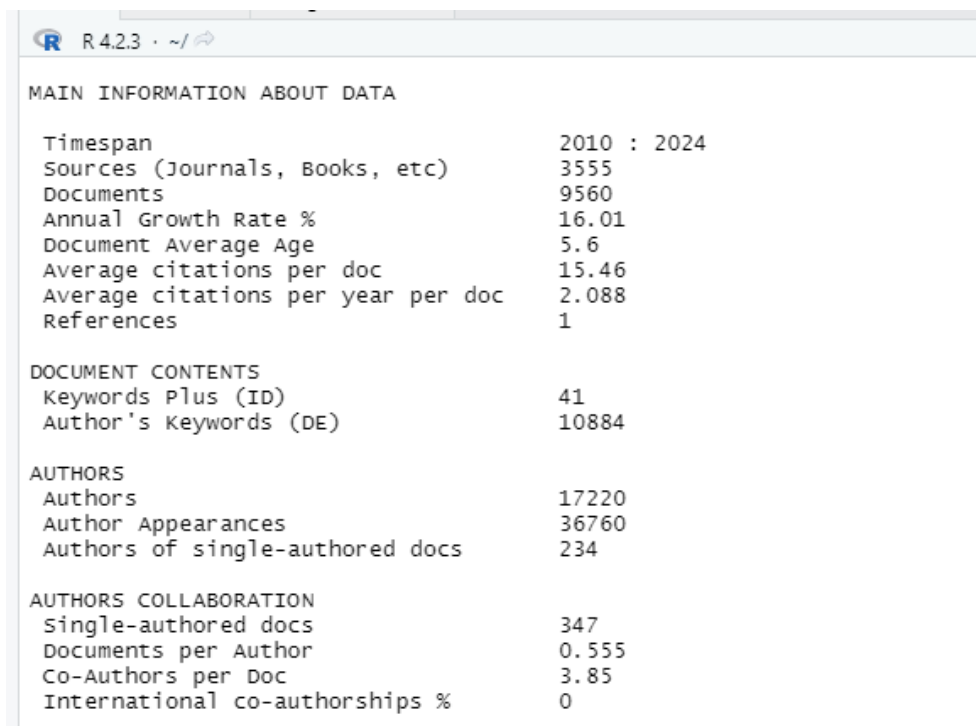 R 4.2.3 · ~/
MAIN INFORMATION ABOUT DATA
Timespan 2010 : 2024
Sources (Journals, Books, etc) 3555
Documents 9560
Annual Growth Rate % 16.01
Document Average Age 5.6
Average citations per doc 15.46
Average citations per year per doc 2.088
References 1
DOCUMENT CONTENTS
Keywords Plus (ID) 41
Author's Keywords (DE) 10884
AUTHORS
Authors 17220
Author Appearances 36760
Authors of single-authored docs 234
AUTHORS COLLABORATION
Single-authored docs 347
Documents per Author 0.555
Co-Authors per Doc 3.85
International co-authorships % 0